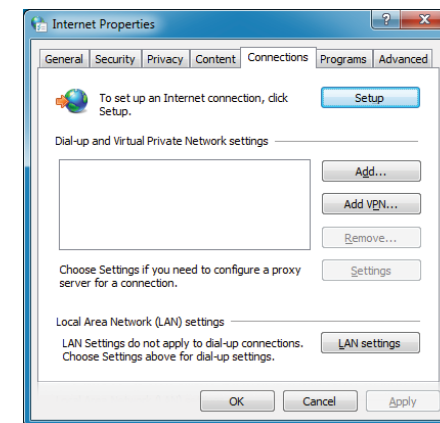 Internet Properties
?
General Security Privacy Content Connections Programs Advanced
To set up an Internet connection, click
Setup.
Setup
Dial-up and Virtual Private Network settings
Add...
Add VPN...
Remove...
Choose Settings if you need to configure a proxy
server for a connection.
Settings
Local Area Network (LAN) settings
LAN Settings do not apply to dial-up connections.
Choose Settings above for dial-up settings.
LAN settings
OK Cancel Apply